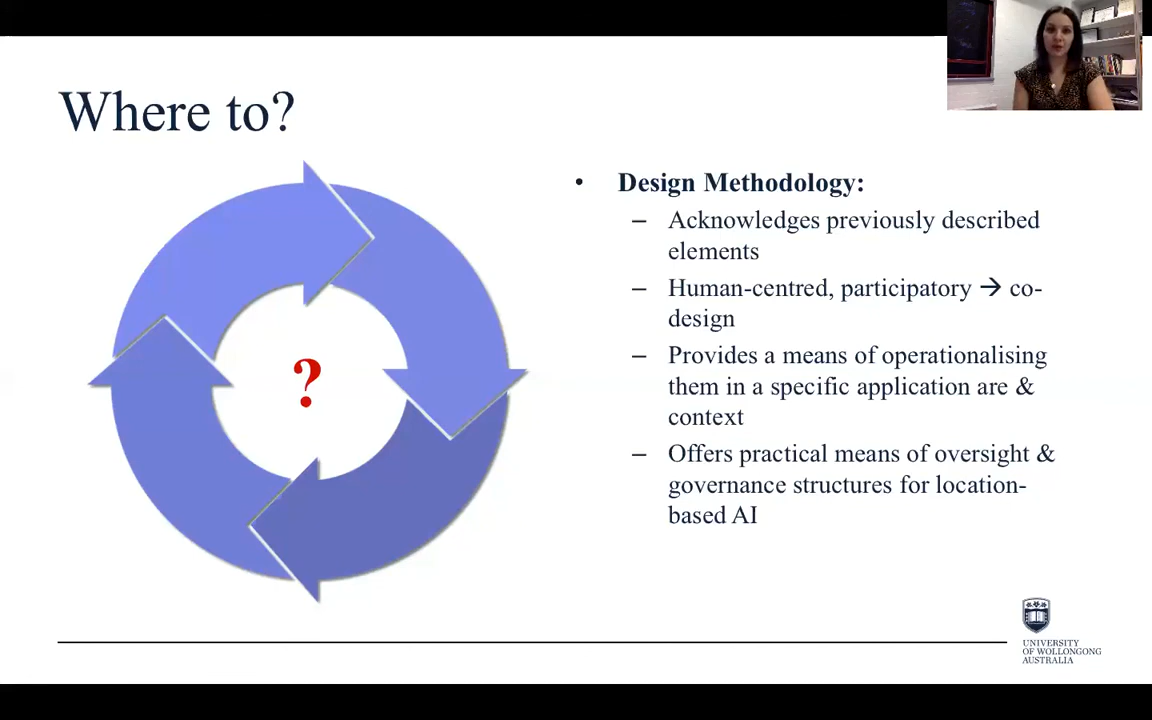 Where to?
?
• Design Methodology:
– Acknowledges previously described
elements
– Human-centred, participatory → co-
design
– Provides a means of operationalising
them in a specific application are &
context
– Offers practical means of oversight &
governance structures for location-
based AI
UNIVERSITY
OF WOLLONGONG
AUSTRALIA